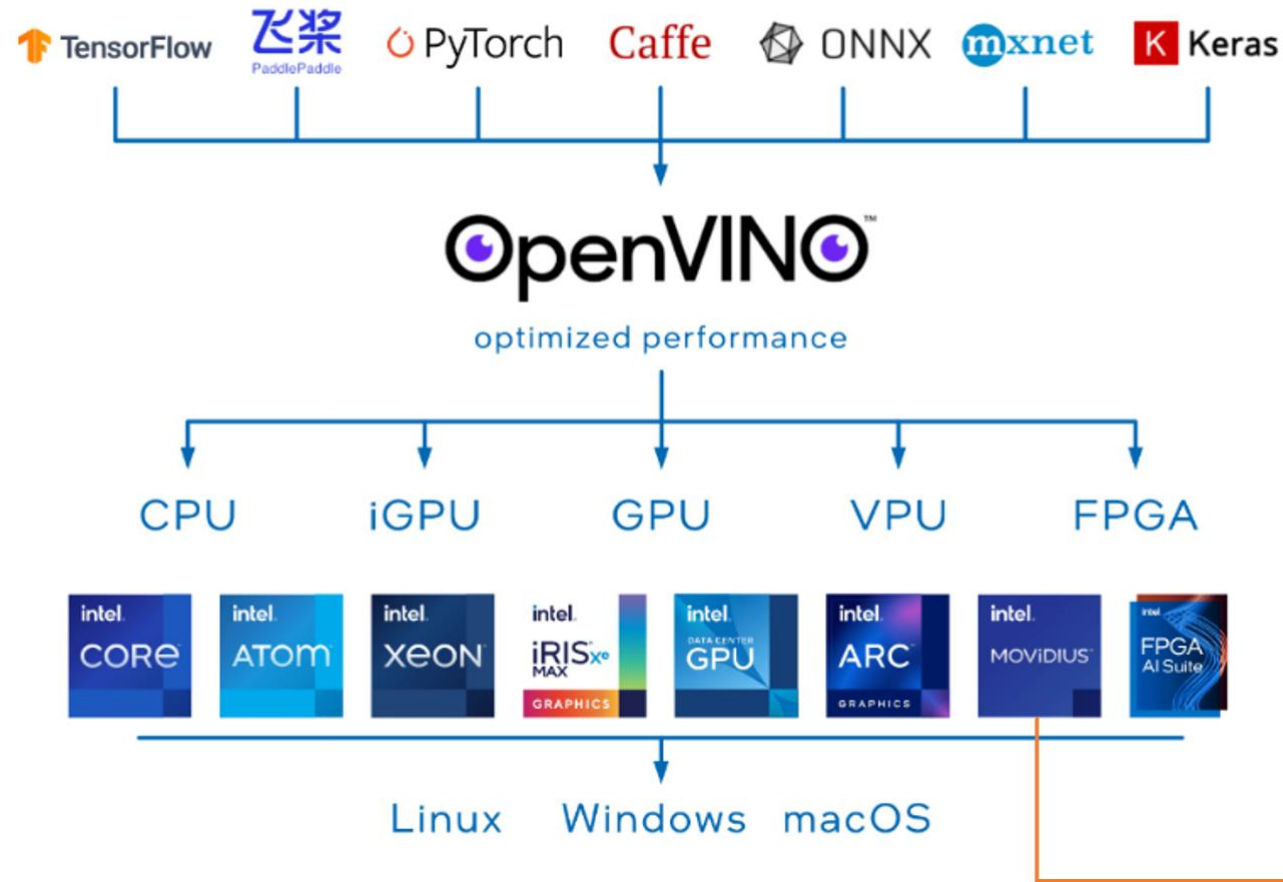 TensorFlow
飞桨
PaddlePaddle
PyTorch
Caffe
ONNX
mxnet
K Keras
OpenVINO™
optimized performance
CPU iGPU GPU VPU FPGA
intel.
CORE
intel.
ATOM
intel.
XEON
intel.
iRIS Xe
MAX
GRAPHICS
intel.
DATA CENTER
GPU
intel.
ARC
GRAPHICS
intel.
MOVIDIUS
intel
FPGA
AI Suite
Linux Windows macOS